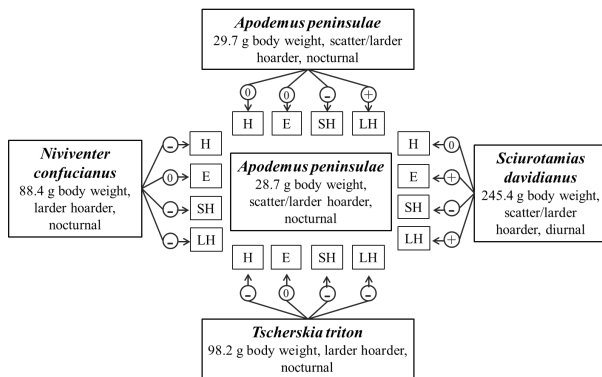 Apodemus peninsulae
29.7 g body weight, scatter/larder
hoarder, nocturnal
0 0 – +
H E SH LH
Niviventer
confucianus
88.4 g body weight,
larder hoarder,
nocturnal
– H
0 E
– SH
– LH
Apodemus peninsulae
28.7 g body weight,
scatter/larder hoarder,
nocturnal
H 0
E +
SH –
LH +
Sciurotamias
davidianus
245.4 g body weight,
scatter/larder
hoarder, diurnal
H E SH LH
– 0 – –
Tscherskia triton
98.2 g body weight, larder hoarder,
nocturnal